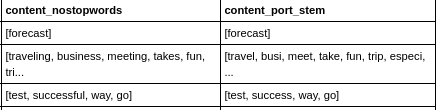 content_nostopwords content_port_stem
[forecast] [forecast]
[traveling, business, meeting, takes, fun, tri... [travel, busi, meet, take, fun, trip, especi, ...
[test, successful, way, go] [test, success, way, go]